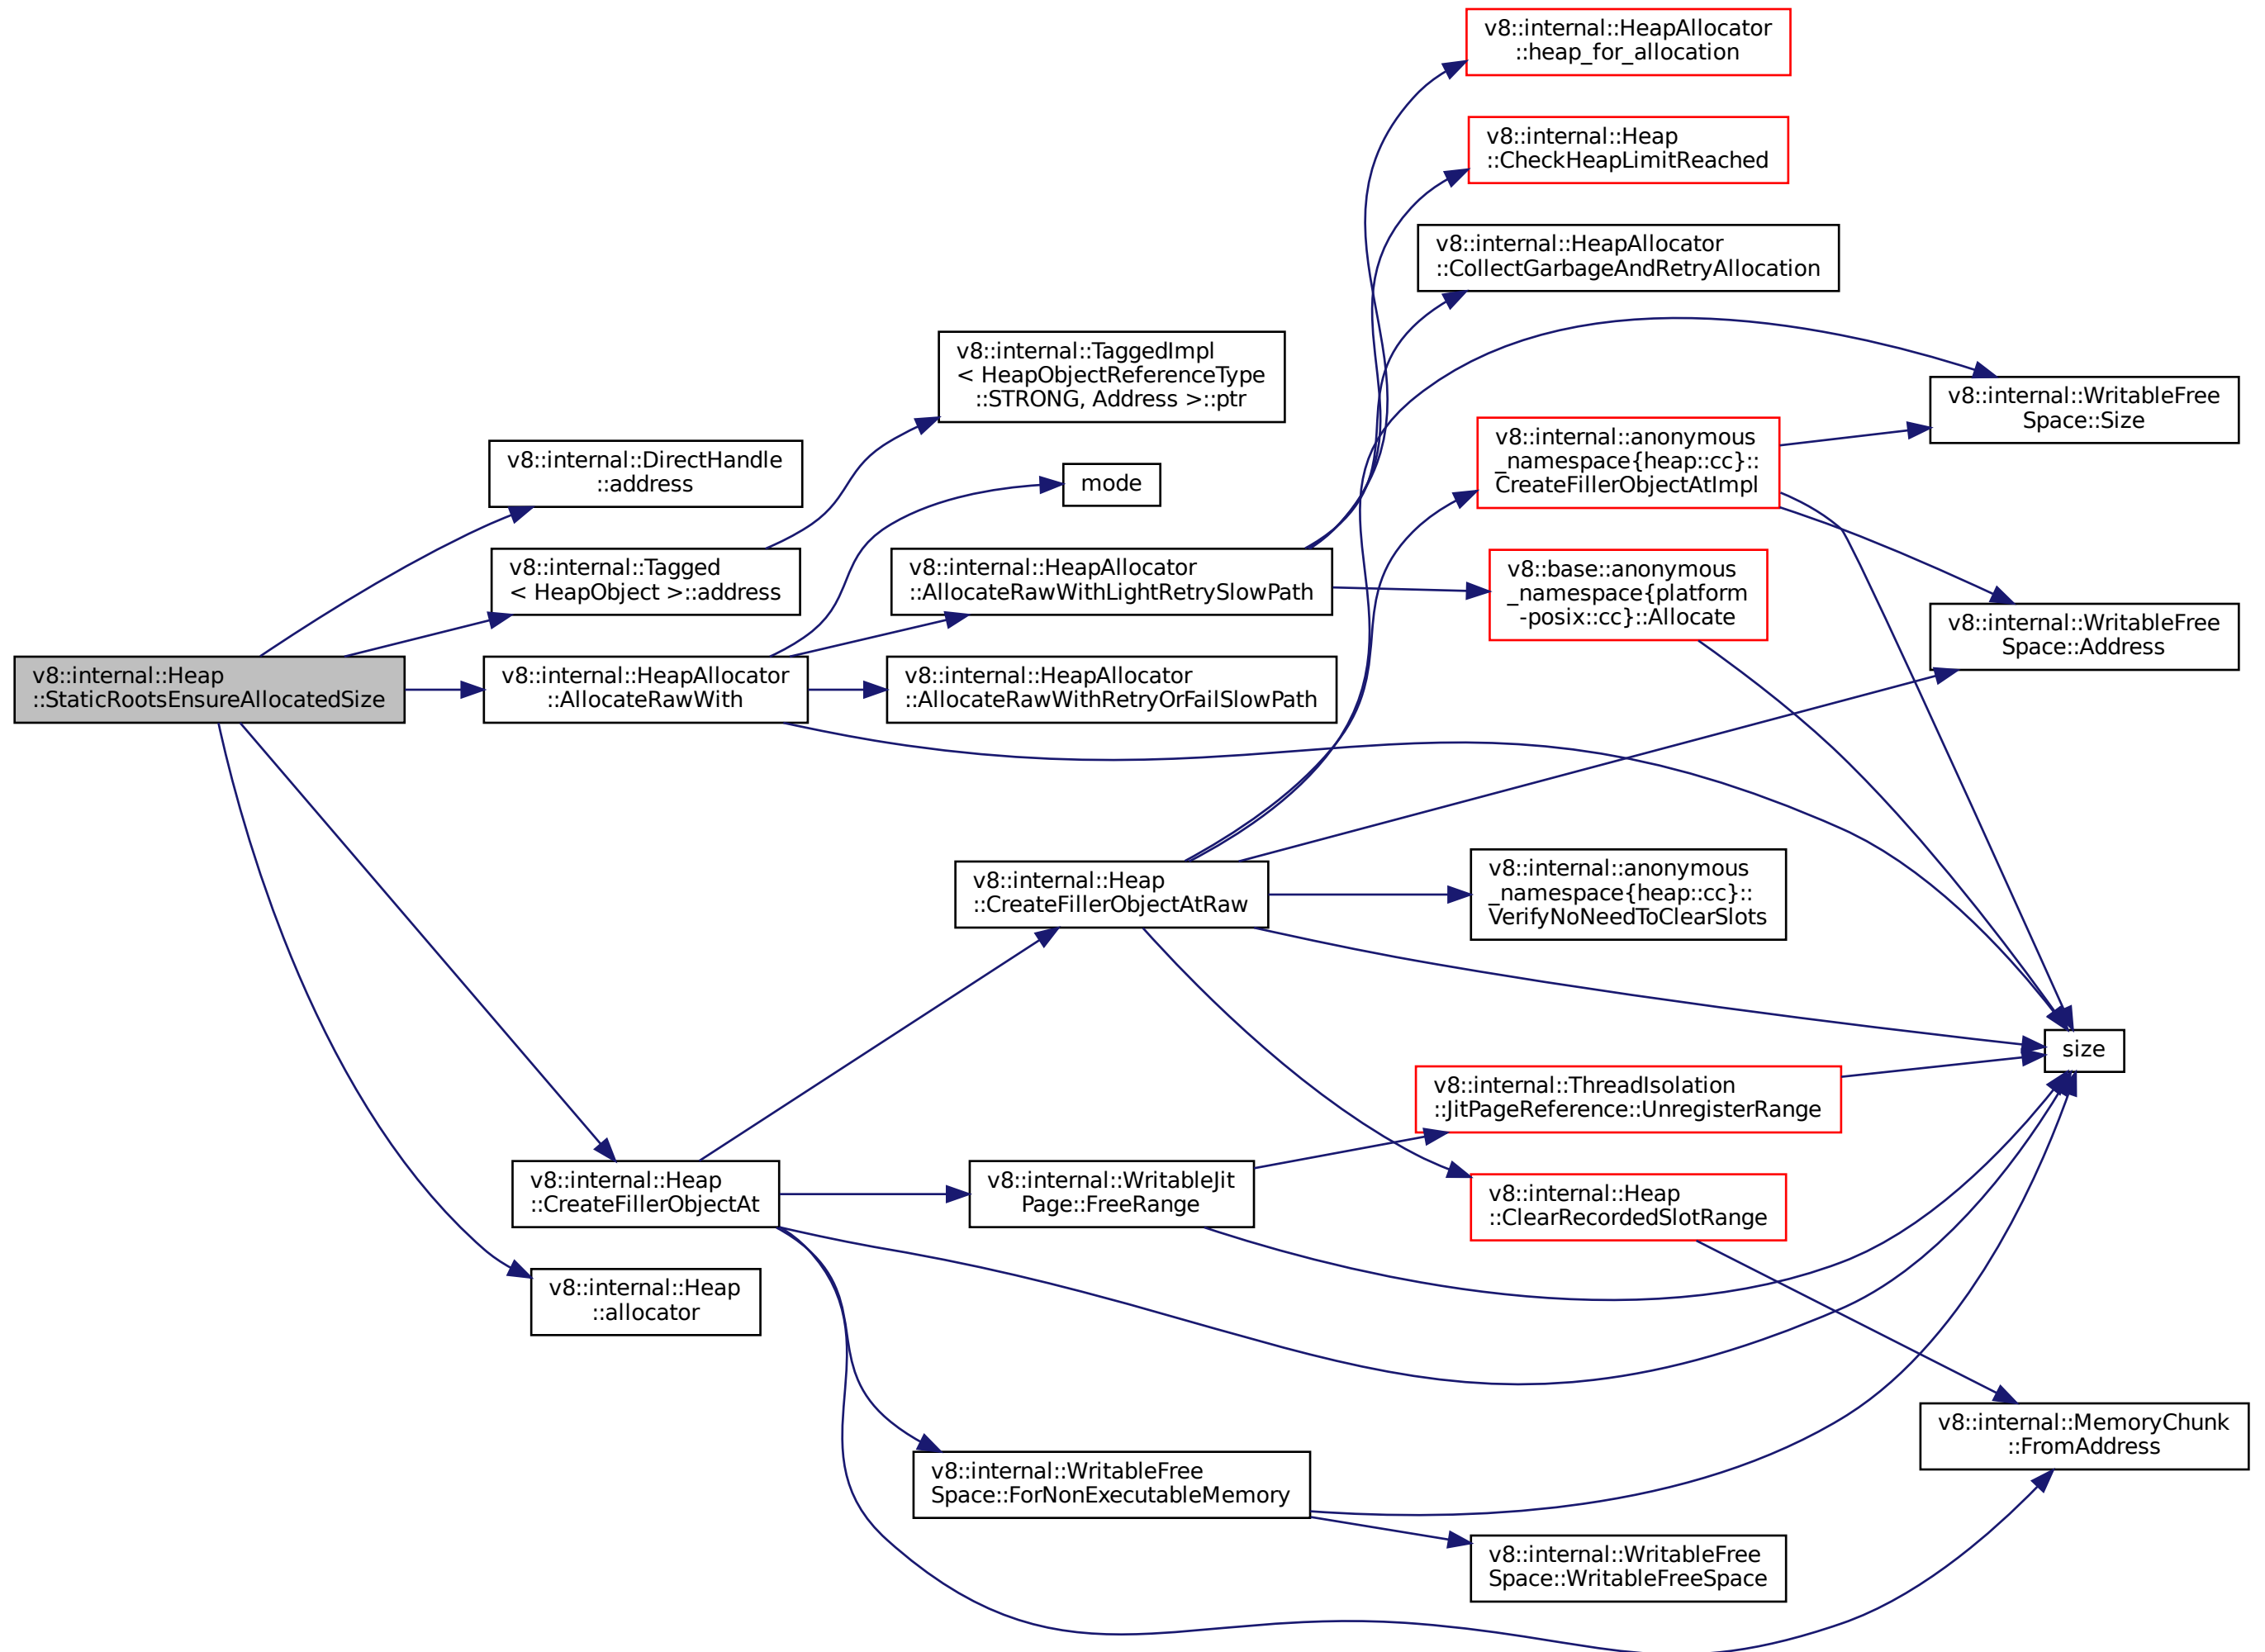 v8::internal::HeapAllocator
::heap_for_allocation
v8::internal::Heap
::CheckHeapLimitReached
v8::internal::HeapAllocator
::CollectGarbageAndRetryAllocation
v8::internal::TaggedImpl
< HeapObjectReferenceType
::STRONG, Address >::ptr
v8::internal::WritableFree
Space::Size
v8::internal::DirectHandle
::address
mode
v8::internal::anonymous
_namespace{heap::cc}::
CreateFillerObjectAtImpl
v8::internal::Tagged
< HeapObject >::address
v8::internal::HeapAllocator
::AllocateRawWithLightRetrySlowPath
v8::base::anonymous
_namespace{platform
-posix::cc}::Allocate
v8::internal::WritableFree
Space::Address
v8::internal::Heap
::StaticRootsEnsureAllocatedSize
v8::internal::HeapAllocator
::AllocateRawWith
v8::internal::HeapAllocator
::AllocateRawWithRetryOrFailSlowPath
v8::internal::Heap
::CreateFillerObjectAtRaw
v8::internal::anonymous
_namespace{heap::cc}::
VerifyNoNeedToClearSlots
size
v8::internal::ThreadIsolation
::JitPageReference::UnregisterRange
v8::internal::Heap
::CreateFillerObjectAt
v8::internal::WritableJit
Page::FreeRange
v8::internal::Heap
::ClearRecordedSlotRange
v8::internal::Heap
::allocator
v8::internal::MemoryChunk
::FromAddress
v8::internal::WritableFree
Space::ForNonExecutableMemory
v8::internal::WritableFree
Space::WritableFreeSpace